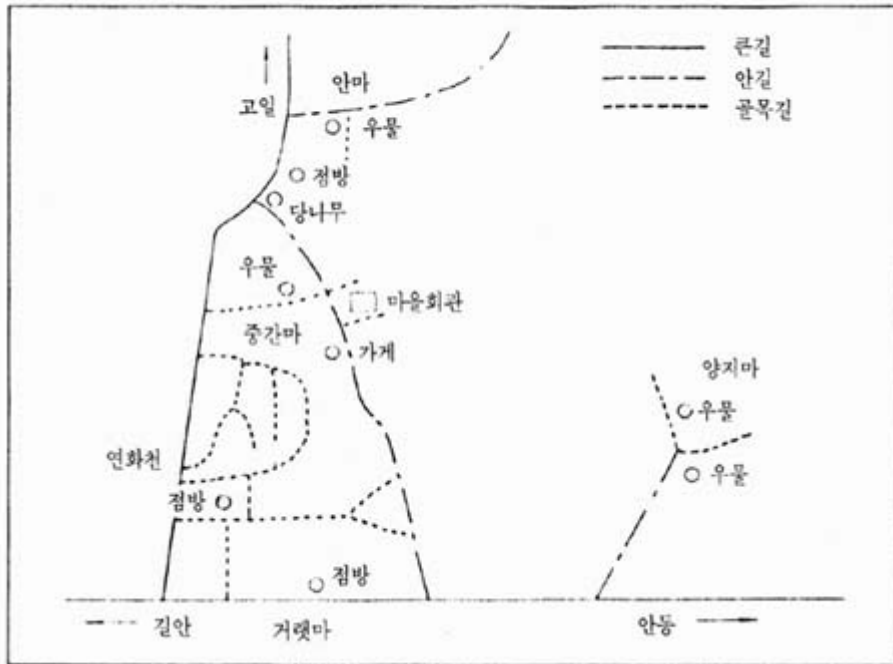 큰길
안길
골목길
안마
고일
우물
점방
당나무
우물
마을회관
중간마
가게
양지마
우물
연화천
우물
점방
점방
길안
거랫마
안동